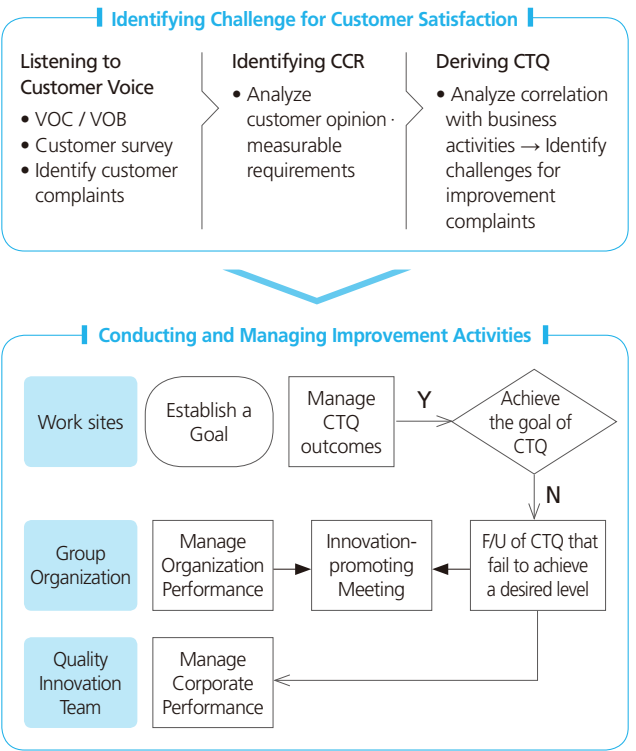 Identifying Challenge for Customer Satisfaction
Listening to
Customer Voice
• VOC / VOB
• Customer survey
• Identify customer
complaints
Identifying CCR
• Analyze
customer opinion ·
measurable
requirements
Deriving CTQ
• Analyze correlation
with business
activities → Identify
challenges for
improvement
complaints
Conducting and Managing Improvement Activities
Work sites
Establish a
Goal
Manage
CTQ
outcomes
Y
Achieve
the goal of
CTQ
N
Group
Organization
Manage
Organization
Performance
Innovation-
promoting
Meeting
F/U of CTQ that
fail to achieve
a desired level
Quality
Innovation
Team
Manage
Corporate
Performance